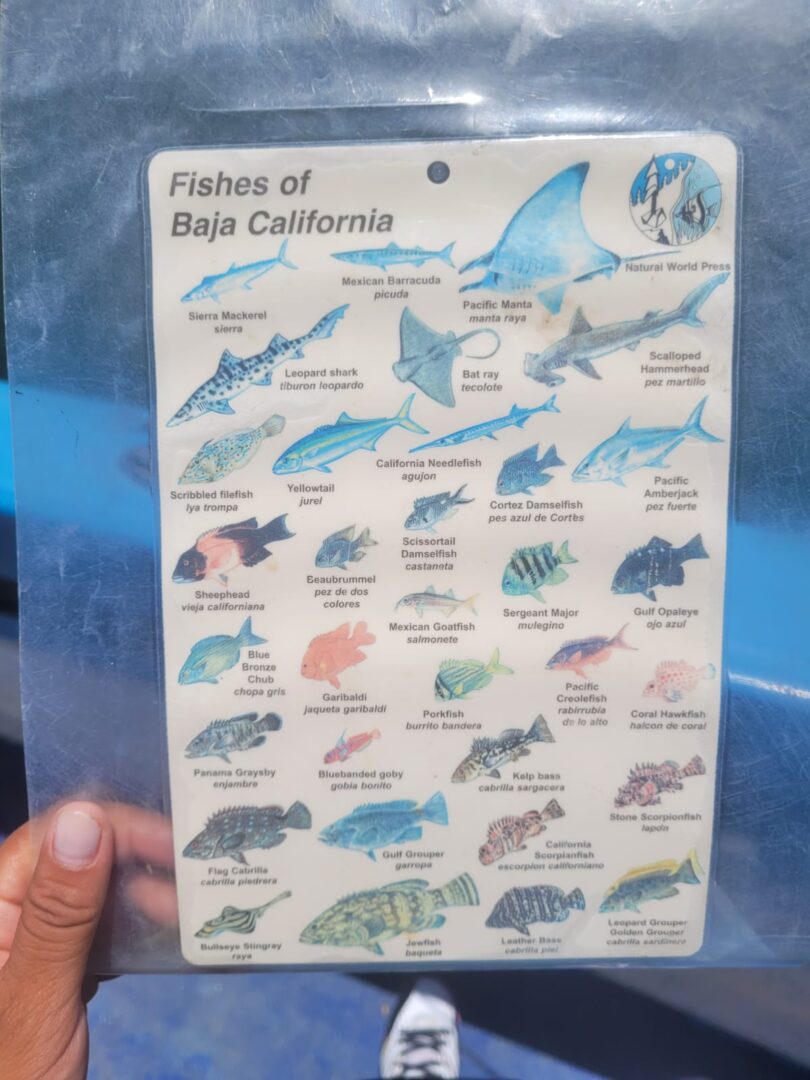 Fishes of
Baja California
Natural World Press
Sierra Mackerel
sierra
Mexican Barracuda
picuda
Pacific Manta
manta raya
Leopard shark
tiburon leopardo
Bat ray
tecolote
Scalloped
Hammerhead
pez martillo
Scribbled filefish
lya trompa
Yellowtail
jurel
California Needlefish
agujon
Cortez Damselfish
pes azul de Cortes
Pacific
Amberjack
pez fuerte
Sheephead
vieja californiana
Beaubrummel
pez de dos
colores
Scissortail
Damselfish
castaneta
Mexican Goatfish
salmonete
Sergeant Major
mulegino
Gulf Opaleye
ojo azul
Blue
Bronze
Chub
chopa gris
Garibaldi
jaqueta garibaldi
Porkfish
burrito bandera
Pacific
Creolefish
rabirrubia
de lo alto
Coral Hawkfish
halcon de coral
Panama Graysby
enjambre
Bluebanded goby
gobia bonito
Kelp bass
cabrilla sargacera
Stone Scorpionfish
lapon
Flag Cabrilla
cabrilla piedrera
Gulf Grouper
garropa
California
Scorpianfish
escorpion californiano
Bullseye Stingray
raya
Jewfish
baqueta
Leather Bass
cabrilla piel
Leopard Grouper
Golden Grouper
cabrilla sardinero